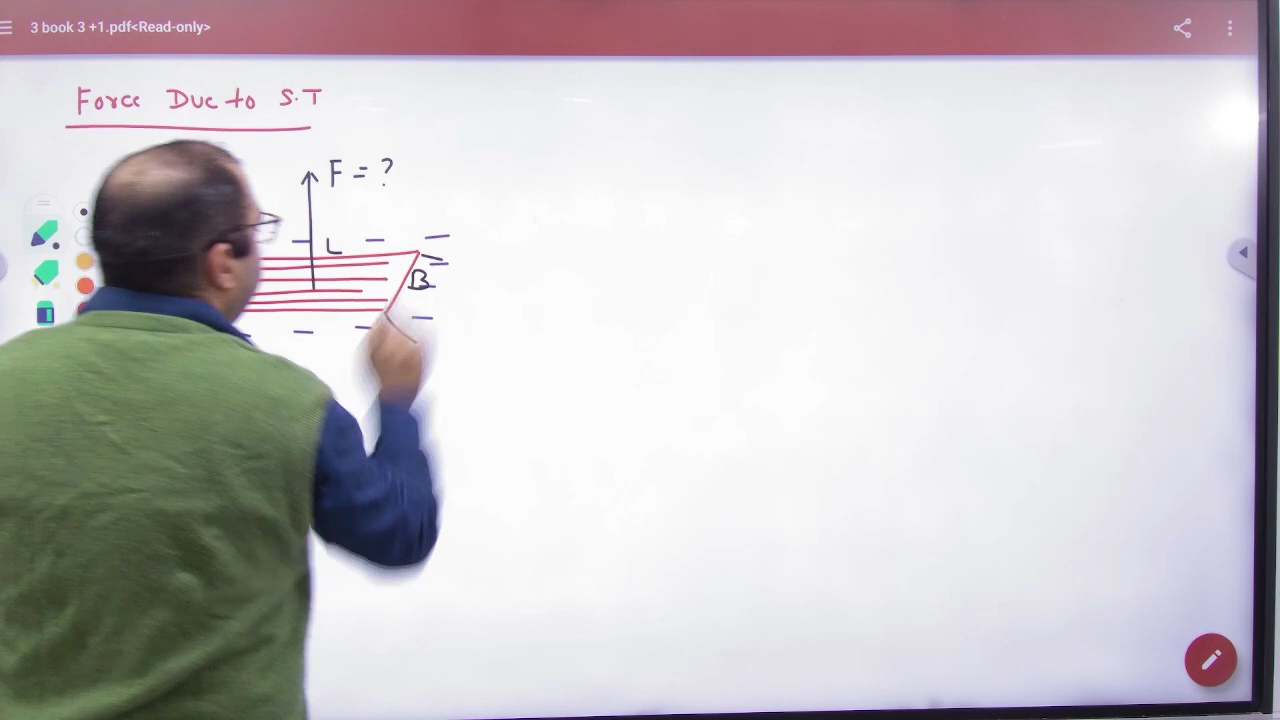 3 book 3 +1.pdf<Read-only>
Force Due to S.T
F = ?
L
B